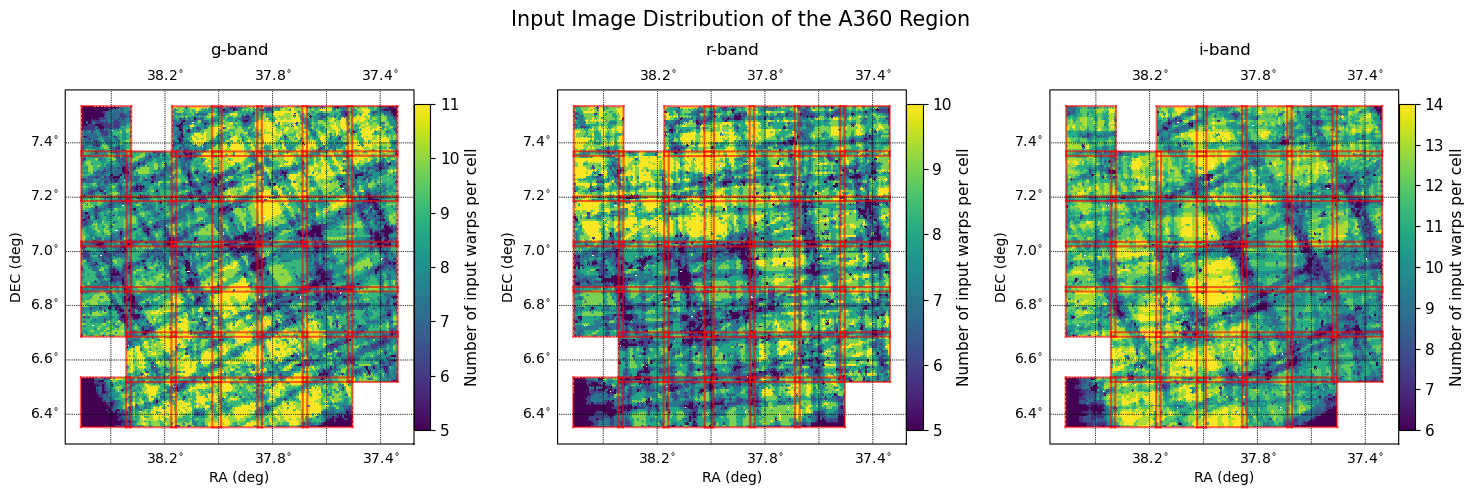 Input Image Distribution of the A360 Region
g-band
38.2° 37.8° 37.4°
7.4°
7.2°
7.0°
6.8°
6.6°
6.4°
DEC (deg)
38.2° 37.8° 37.4°
RA (deg)
11
10
9
8
7
6
5
Number of input warps per cell
r-band
38.2° 37.8° 37.4°
7.4°
7.2°
7.0°
6.8°
6.6°
6.4°
DEC (deg)
38.2° 37.8° 37.4°
RA (deg)
10
9
8
7
6
5
Number of input warps per cell
i-band
38.2° 37.8° 37.4°
7.4°
7.2°
7.0°
6.8°
6.6°
6.4°
DEC (deg)
38.2° 37.8° 37.4°
RA (deg)
14
13
12
11
10
9
8
7
6
Number of input warps per cell